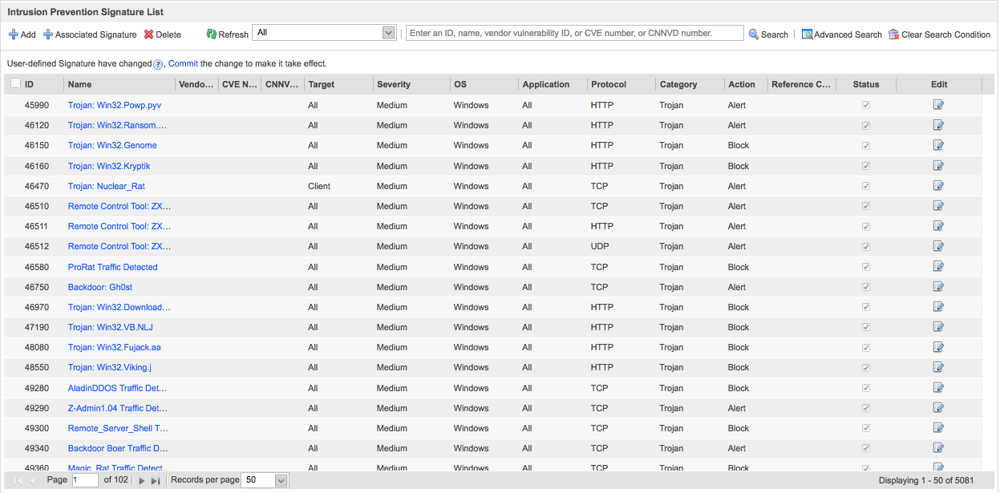 Intrusion Prevention Signature List
Add Associated Signature Delete Refresh All Enter an ID, name, vendor vulnerability ID, or CVE number, or CNNVD number. Search Advanced Search Clear Search Condition
User-defined Signature have changed ?, Commit the change to make it take effect.
ID Name Vendo... CVE N... CNNV... Target Severity OS Application Protocol Category Action Reference C... Status Edit
45990 Trojan: Win32.Powp.pyv All Medium Windows All HTTP Trojan Alert
46120 Trojan: Win32.Ransom.... All Medium Windows All HTTP Trojan Alert
46150 Trojan: Win32.Genome All Medium Windows All HTTP Trojan Block
46160 Trojan: Win32.Kryptik All Medium Windows All HTTP Trojan Block
46470 Trojan: Nuclear_Rat Client Medium Windows All TCP Trojan Alert
46510 Remote Control Tool: ZX... All Medium Windows All TCP Trojan Alert
46511 Remote Control Tool: ZX... All Medium Windows All HTTP Trojan Alert
46512 Remote Control Tool: ZX... All Medium Windows All UDP Trojan Alert
46580 ProRat Traffic Detected All Medium Windows All TCP Trojan Block
46750 Backdoor: Gh0st All Medium Windows All TCP Trojan Alert
46970 Trojan: Win32.Download... All Medium Windows All HTTP Trojan Block
47190 Trojan: Win32.VB.NLJ All Medium Windows All HTTP Trojan Block
48080 Trojan: Win32.Fujack.aa All Medium Windows All HTTP Trojan Block
48550 Trojan: Win32.Viking.j All Medium Windows All HTTP Trojan Block
49280 AladinDDOS Traffic Det... All Medium Windows All TCP Trojan Block
49290 Z-Admin1.04 Traffic Det... All Medium Windows All TCP Trojan Alert
49300 Remote_Server_Shell T... All Medium Windows All TCP Trojan Block
49340 Backdoor Boer Traffic D... All Medium Windows All TCP Trojan Alert
49360 Magic_Rat Traffic Detect... All Medium Windows All TCP Trojan Block
Page 1 of 102 Records per page 50 Displaying 1 - 50 of 5081